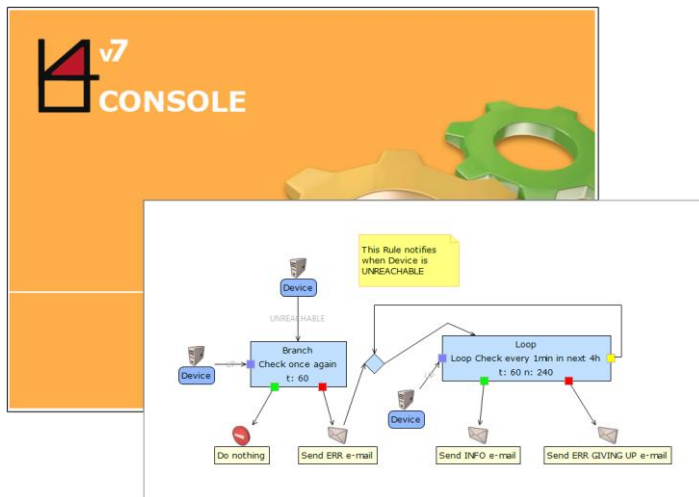 v7
CONSOLE
This Rule notifies
when Device is
UNREACHABLE
Device
UNREACHABLE
Branch
Check once again
t: 60
UP
Device
Loop
Loop Check every 1min in next 4h
t: 60 n: 240
UP
Device
Do nothing
Send ERR e-mail
Send INFO e-mail
Send ERR GIVING UP e-mail